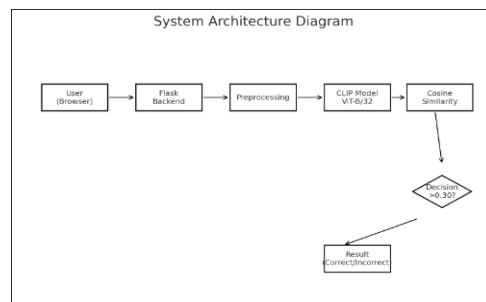 System Architecture Diagram
User
(Browser)
Flask
Backend
Preprocessing
CLIP Model
ViT-B/32
Cosine
Similarity
Decision
>0.30?
Result
(Correct/Incorrect)